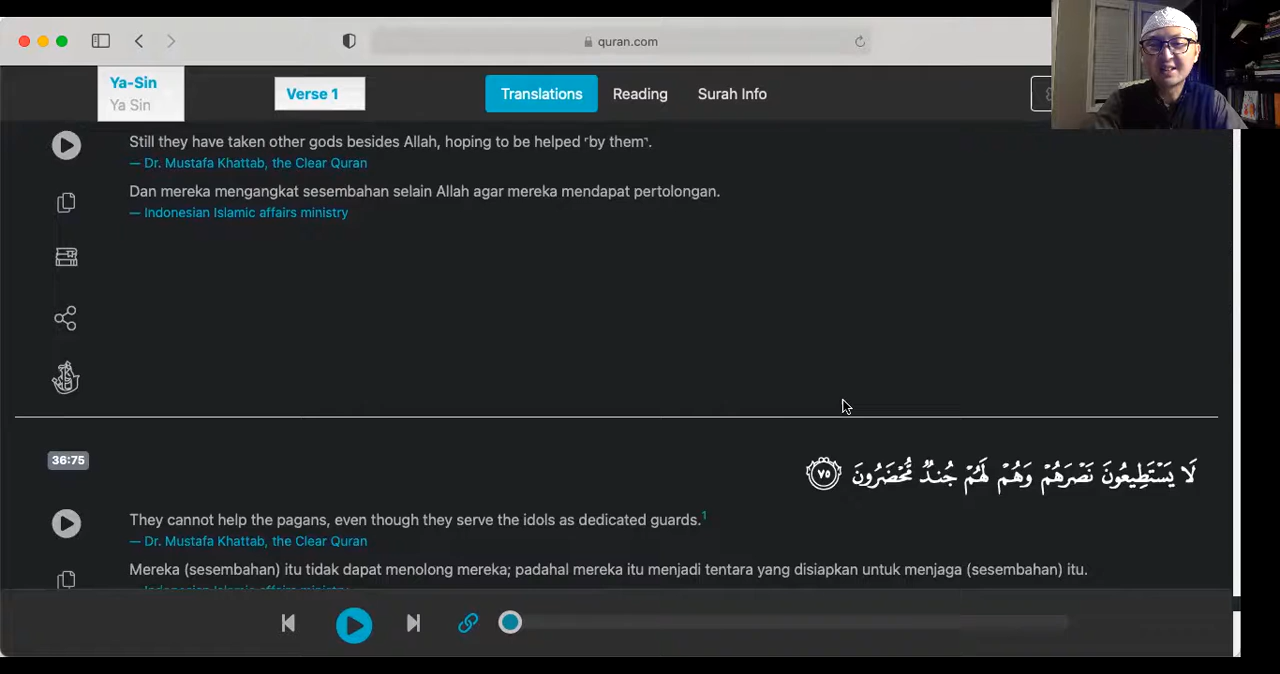 quran.com
Ya-Sin
Ya Sin
Verse 1
Translations
Reading
Surah Info
Still they have taken other gods besides Allah, hoping to be helped ˹by them˺.
— Dr. Mustafa Khattab, the Clear Quran
Dan mereka mengangkat sesembahan selain Allah agar mereka mendapat pertolongan.
— Indonesian Islamic affairs ministry
36:75
لَا يَسْتَطِيعُونَ نَصْرَهُمْ وَهُمْ لَهُمْ جُندٌ مُّحْضَرُونَ ٧٥
They cannot help the pagans, even though they serve the idols as dedicated guards.1
— Dr. Mustafa Khattab, the Clear Quran
Mereka (sesembahan) itu tidak dapat menolong mereka; padahal mereka itu menjadi tentara yang disiapkan untuk menjaga (sesembahan) itu.
— Indonesian Islamic affairs ministry